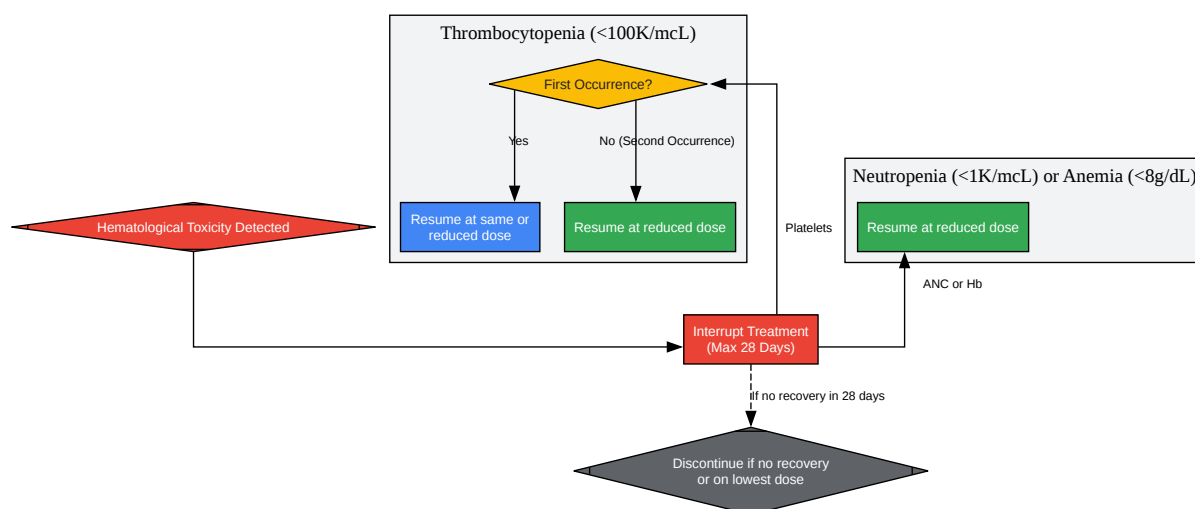 Thrombocytopenia (<100K/mcL)
First Occurrence?
Yes
No (Second Occurrence)
Resume at same or
reduced dose
Resume at reduced dose
Neutropenia (<1K/mcL) or Anemia (<8g/dL)
Resume at reduced dose
Hematological Toxicity Detected
Platelets
ANC or Hb
Interrupt Treatment
(Max 28 Days)
If no recovery in 28 days
Discontinue if no recovery
or on lowest dose